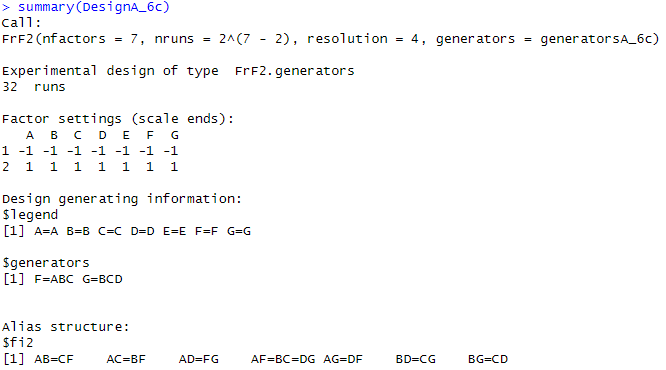 > summary(DesignA_6c)
Call:
FrF2(nfactors = 7, nruns = 2^(7 - 2), resolution = 4, generators = generatorsA_6c)
Experimental design of type  FrF2.generators
32  runs
Factor settings (scale ends):
   A  B  C  D  E  F  G
1 -1 -1 -1 -1 -1 -1 -1
2  1  1  1  1  1  1  1
Design generating information:
$legend
[1] A=A B=B C=C D=D E=E F=F G=G
$generators
[1] F=ABC G=BCD
Alias structure:
$fi2
[1] AB=CF    AC=BF    AD=FG    AF=BC=DG AG=DF    BD=CG    BG=CD